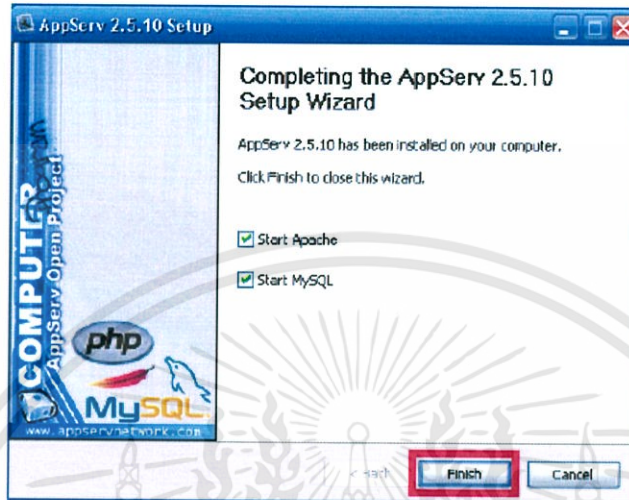 AppServ 2.5.10 Setup
Completing the AppServ 2.5.10
Setup Wizard
AppServ 2.5.10 has been installed on your computer.
Click Finish to close this wizard.
Start Apache
Start MySQL
COMPUTER
Program
AppServ Open Project
php
MySQL
www.appservnetwork.com
< Back
Finish
Cancel